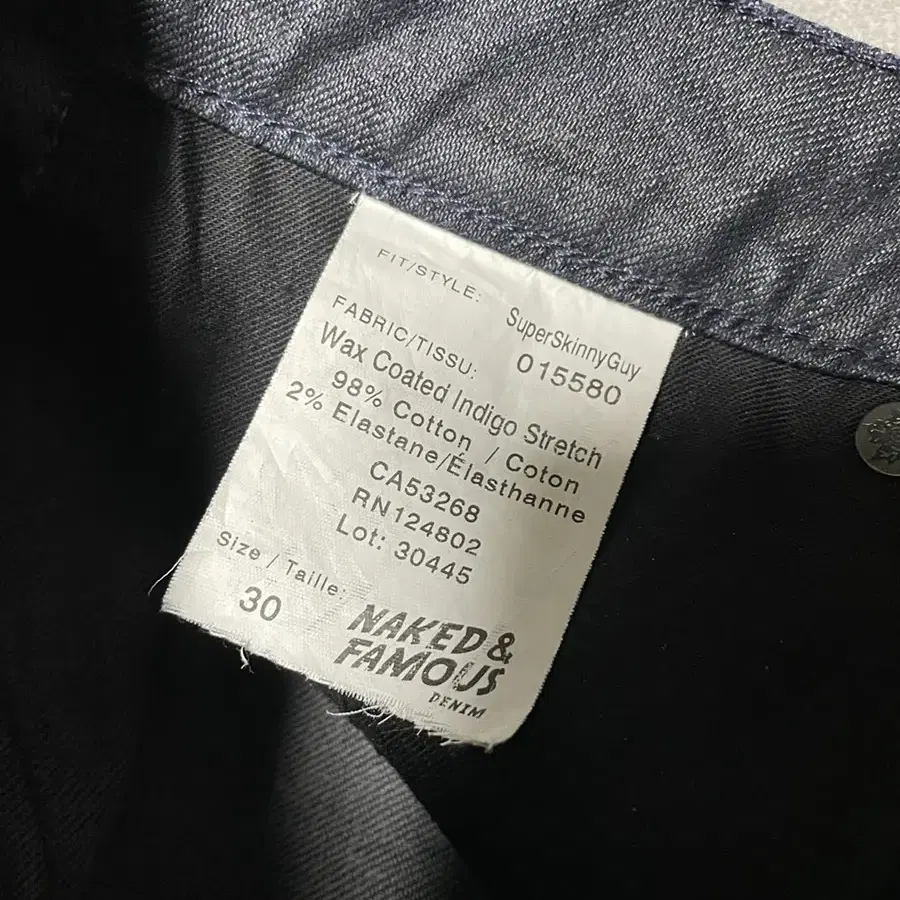 FIT/STYLE:
SuperSkinnyGuy
015580
FABRIC/TISSU:
Wax Coated Indigo Stretch
98% Cotton / Coton
2% Elastane/Élasthanne
CA53268
RN124802
Lot: 30445
Size / Taille:
30
NAKED &
FAMOUS
DENIM